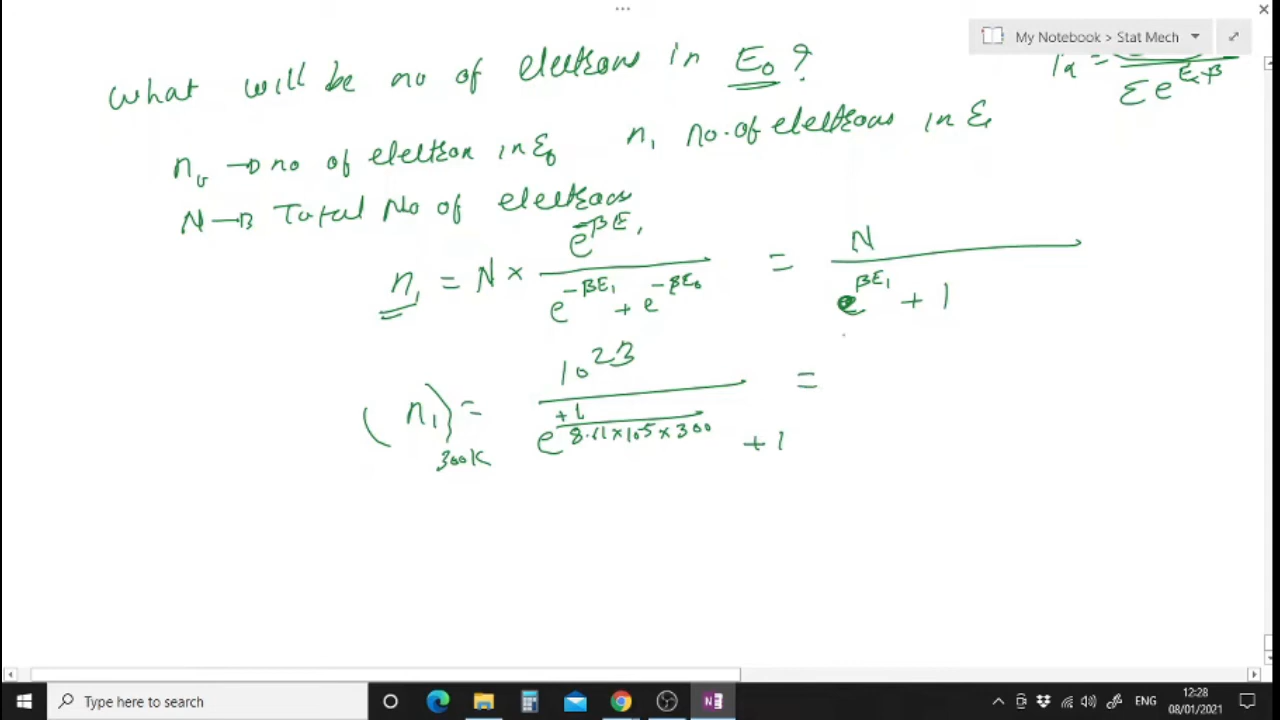 My Notebook > Stat Mech
What will be no of electrons in E₀ ?
Σ e^
n₀ → no of electron in ε₀ n₁ no. of electrons in ε₁
N → Total No of electrons
n₁ = N × e^(-βE₁) / (e^(-βE₁) + e^(-βE₀)) = N / (e^(βE₁) + 1)
(n₁)₃₀₀ₖ = 10²³ / (e^(+1 / 8.61×10⁻⁵×300) + 1) =
Type here to search
ENG
12:28
08/01/2021